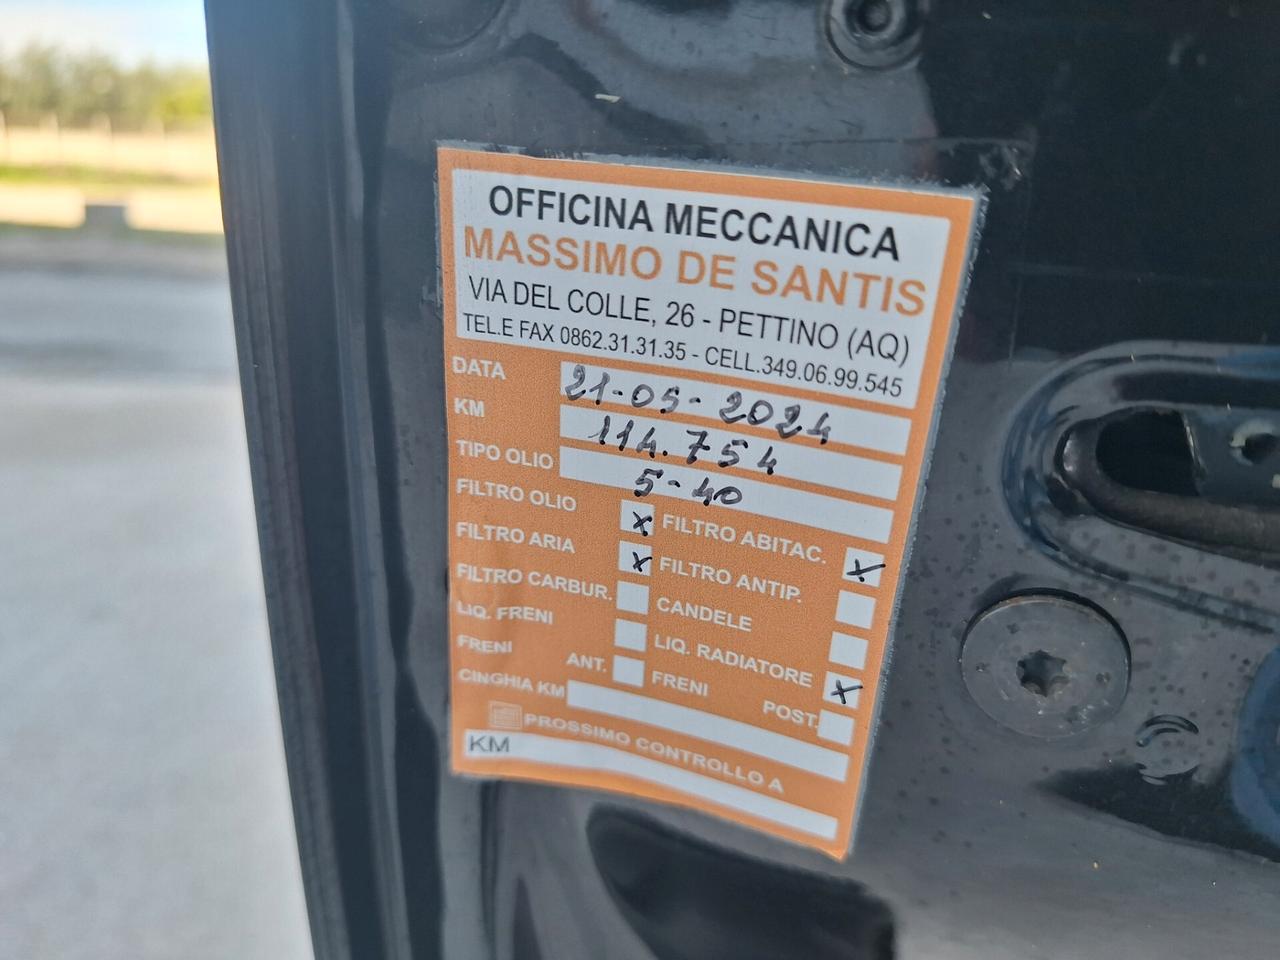 OFFICINA MECCANICA
MASSIMO DE SANTIS
VIA DEL COLLE, 26 - PETTINO (AQ)
TEL.E FAX 0862.31.31.35 - CELL.349.06.99.545
DATA 21-05-2024
KM 114.754
TIPO OLIO 5-40
FILTRO OLIO x FILTRO ABITAC. x
FILTRO ARIA x FILTRO ANTIP.
FILTRO CARBUR. CANDELE
LIQ. FRENI LIQ. RADIATORE x
FRENI ANT. FRENI POST.
CINGHIA KM
PROSSIMO CONTROLLO A
KM